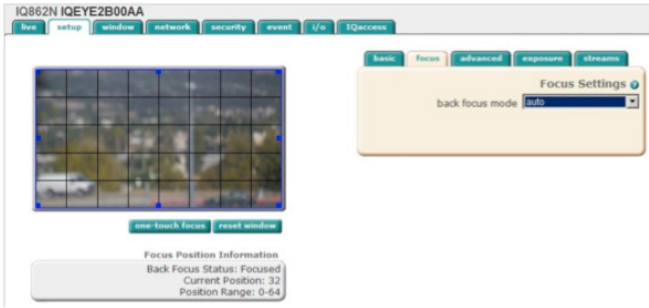 IQ862N IQEYE2B00AA
live setup window network security event i/o IQaccess
basic focus advanced exposure streams
Focus Settings
back focus mode auto
one-touch focus reset window
Focus Position Information
Back Focus Status: Focused
Current Position: 32
Position Range: 0-64